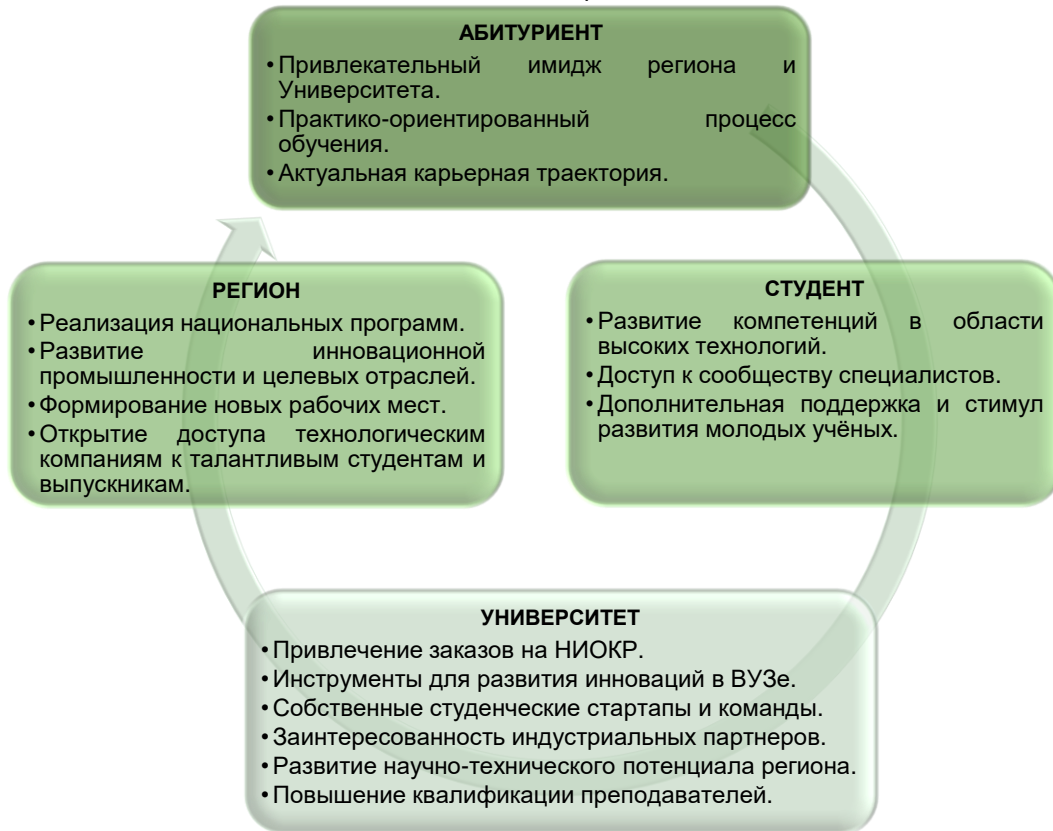 АБИТУРИЕНТ
• Привлекательный имидж региона и
Университета.
• Практико-ориентированный процесс
обучения.
• Актуальная карьерная траектория.
РЕГИОН
• Реализация национальных программ.
• Развитие инновационной
промышленности и целевых отраслей.
• Формирование новых рабочих мест.
• Открытие доступа технологическим
компаниям к талантливым студентам и
выпускникам.
СТУДЕНТ
• Развитие компетенций в области
высоких технологий.
• Доступ к сообществу специалистов.
• Дополнительная поддержка и стимул
развития молодых учёных.
УНИВЕРСИТЕТ
• Привлечение заказов на НИОКР.
• Инструменты для развития инноваций в ВУЗе.
• Собственные студенческие стартапы и команды.
• Заинтересованность индустриальных партнеров.
• Развитие научно-технического потенциала региона.
• Повышение квалификации преподавателей.